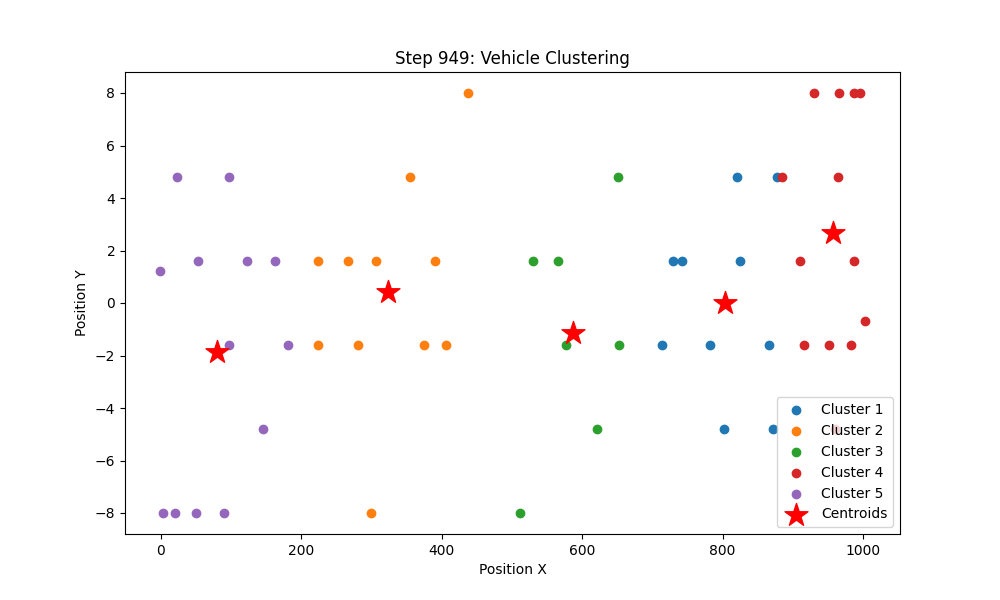 Step 949: Vehicle Clustering
Position Y
8
6
4
2
0
−2
−4
−6
−8
0 200 400 600 800 1000
Position X
Cluster 1
Cluster 2
Cluster 3
Cluster 4
Cluster 5
Centroids